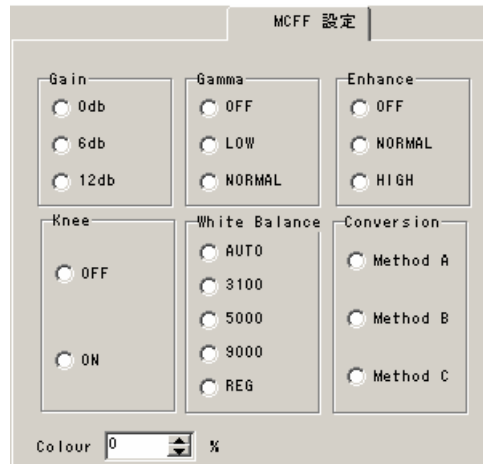 MCFF 設定
Gain
0db
6db
12db
Gamma
OFF
LOW
NORMAL
Enhance
OFF
NORMAL
HIGH
Knee
OFF
ON
White Balance
AUTO
3100
5000
9000
REG
Conversion
Method A
Method B
Method C
Colour 0 %